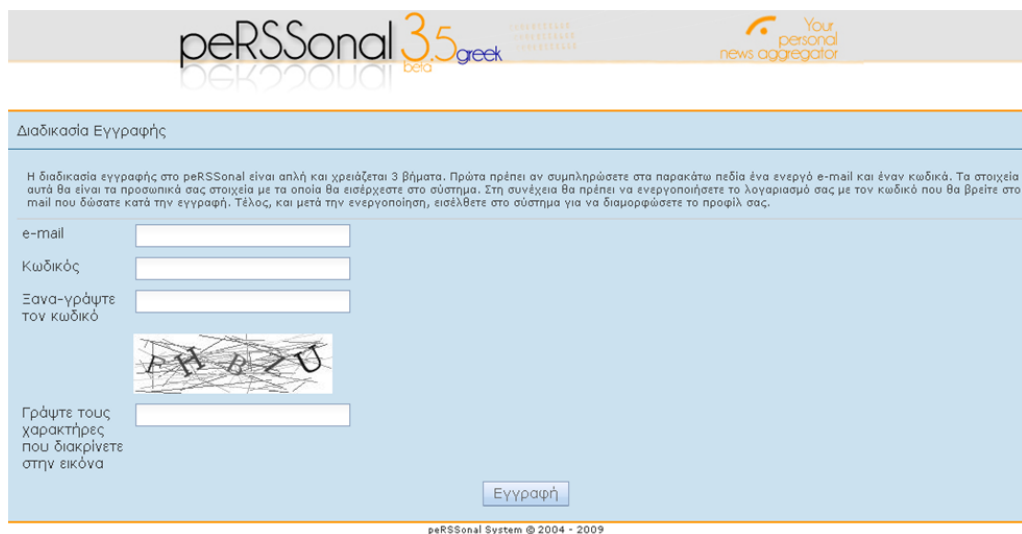 peRSSonal 3.5 greek
beta
Your
personal
news aggregator
Διαδικασία Εγγραφής
Η διαδικασία εγγραφής στο peRSSonal είναι απλή και χρειάζεται 3 βήματα. Πρώτα πρέπει αν συμπληρώσετε στα παρακάτω πεδία ένα ενεργό e-mail και έναν κωδικά. Τα στοιχεία
αυτά θα είναι τα προσωπικά σας στοιχεία με τα οποία θα εισέρχεστε στο σύστημα. Στη συνέχεια θα πρέπει να ενεργοποιήσετε το λογαριασμό σας με τον κωδικό που θα βρείτε στο
mail που δώσατε κατά την εγγραφή. Τέλος, και μετά την ενεργοποίηση, εισέλθετε στο σύστημα για να διαμορφώσετε το προφίλ σας.
e-mail
Κωδικός
Ξανα-γράψτε
τον κωδικό
Γράψτε τους
χαρακτήρες
που διακρίνετε
στην εικόνα
Εγγραφή
peRSSonal System @ 2004 - 2009